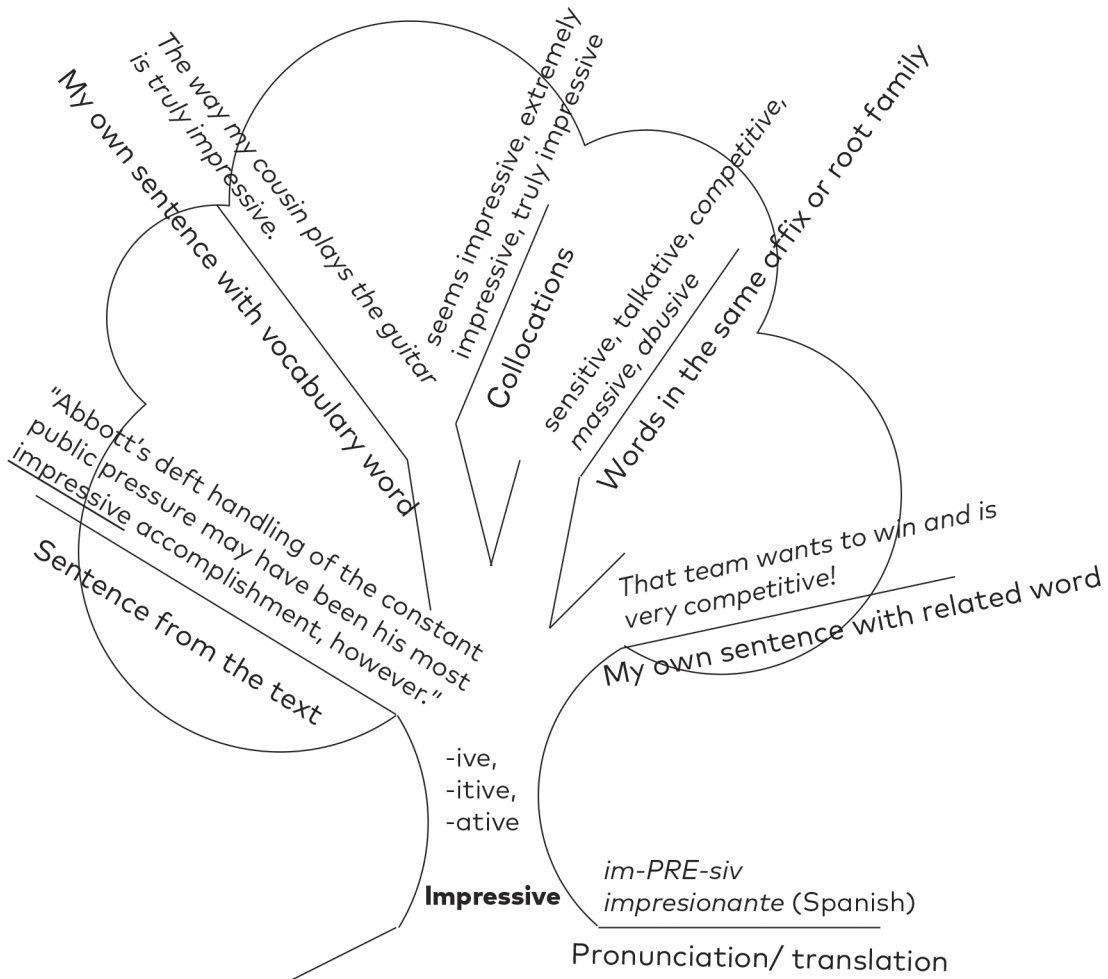 The way my cousin plays the guitar
is truly impressive.
My own sentence with vocabulary word
seems impressive, extremely
impressive, truly impressive
Collocations
sensitive, talkative, competitive,
massive, abusive
Words in the same affix or root family
"Abbott's deft handling of the constant
public pressure may have been his most
impressive accomplishment, however."
Sentence from the text
That team wants to win and is
very competitive!
My own sentence with related word
-ive,
-itive,
-ative
Impressive
im-PRE-siv
impresionante (Spanish)
Pronunciation/ translation